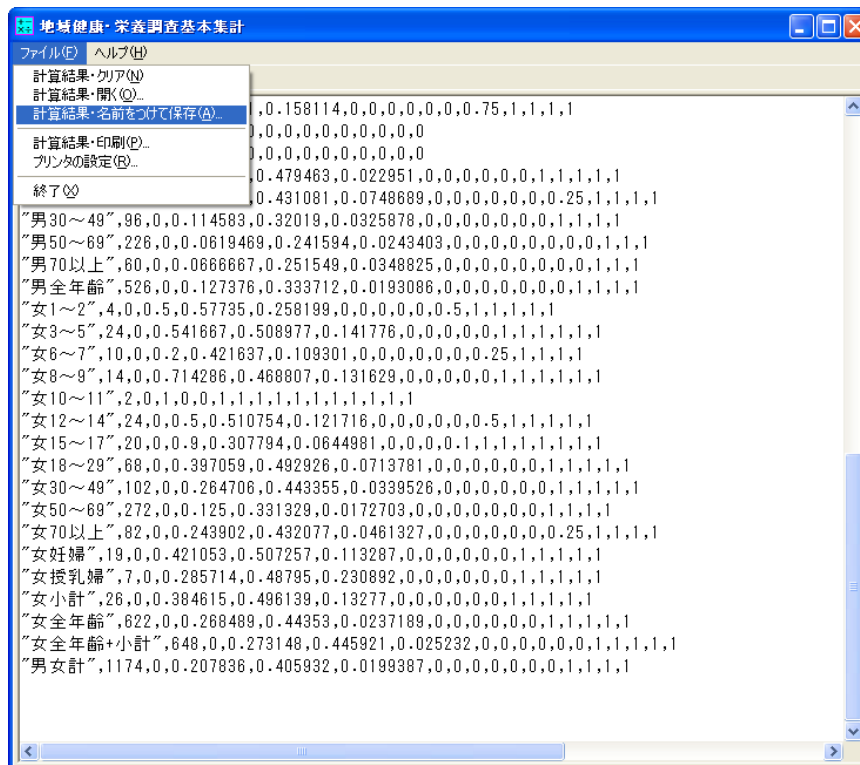 地域健康・栄養調査基本集計
ファイル(F) ヘルプ(H)
計算結果・クリア(N)
計算結果・開く(O)...
計算結果・名前をつけて保存(A)...
計算結果・印刷(P)...
プリンタの設定(R)...
終了(X)
,0.158114,0,0,0,0,0,0,0.75,1,1,1,1
,0,0,0,0,0,0,0,0,0
,0,0,0,0,0,0,0,0,0
0.479463,0.022951,0,0,0,0,0,0,1,1,1,1,1
0.431081,0.0748689,0,0,0,0,0,0,0.25,1,1,1,1
"男30～49",96,0,0.114583,0.32019,0.0325878,0,0,0,0,0,0,0,1,1,1,1
"男50～69",226,0,0.0619469,0.241594,0.0243403,0,0,0,0,0,0,0,0,1,1,1
"男70以上",60,0,0.0666667,0.251549,0.0348825,0,0,0,0,0,0,0,0,1,1,1
"男全年齢",526,0,0.127376,0.333712,0.0193086,0,0,0,0,0,0,0,1,1,1,1
"女1～2",4,0,0.5,0.57735,0.258199,0,0,0,0,0,0.5,1,1,1,1,1
"女3～5",24,0,0.541667,0.508977,0.141776,0,0,0,0,0,1,1,1,1,1,1
"女6～7",10,0,0.2,0.421637,0.109301,0,0,0,0,0,0,0.25,1,1,1,1
"女8～9",14,0,0.714286,0.468807,0.131629,0,0,0,0,0,1,1,1,1,1,1
"女10～11",2,0,1,0,0,1,1,1,1,1,1,1,1,1,1,1
"女12～14",24,0,0.5,0.510754,0.121716,0,0,0,0,0,0.5,1,1,1,1,1
"女15～17",20,0,0.9,0.307794,0.0644981,0,0,0,0.1,1,1,1,1,1,1,1
"女18～29",68,0,0.397059,0.492926,0.0713781,0,0,0,0,0,0,1,1,1,1,1
"女30～49",102,0,0.264706,0.443355,0.0339526,0,0,0,0,0,0,1,1,1,1,1
"女50～69",272,0,0.125,0.331329,0.0172703,0,0,0,0,0,0,0,1,1,1,1
"女70以上",82,0,0.243902,0.432077,0.0461327,0,0,0,0,0,0,0.25,1,1,1,1
"女妊婦",19,0,0.421053,0.507257,0.113287,0,0,0,0,0,0,1,1,1,1,1
"女授乳婦",7,0,0.285714,0.48795,0.230892,0,0,0,0,0,0,1,1,1,1,1
"女小計",26,0,0.384615,0.496139,0.13277,0,0,0,0,0,0,1,1,1,1,1
"女全年齢",622,0,0.268489,0.44353,0.0237189,0,0,0,0,0,0,1,1,1,1,1
"女全年齢+小計",648,0,0.273148,0.445921,0.025232,0,0,0,0,0,0,1,1,1,1,1
"男女計",1174,0,0.207836,0.405932,0.0199387,0,0,0,0,0,0,0,1,1,1,1